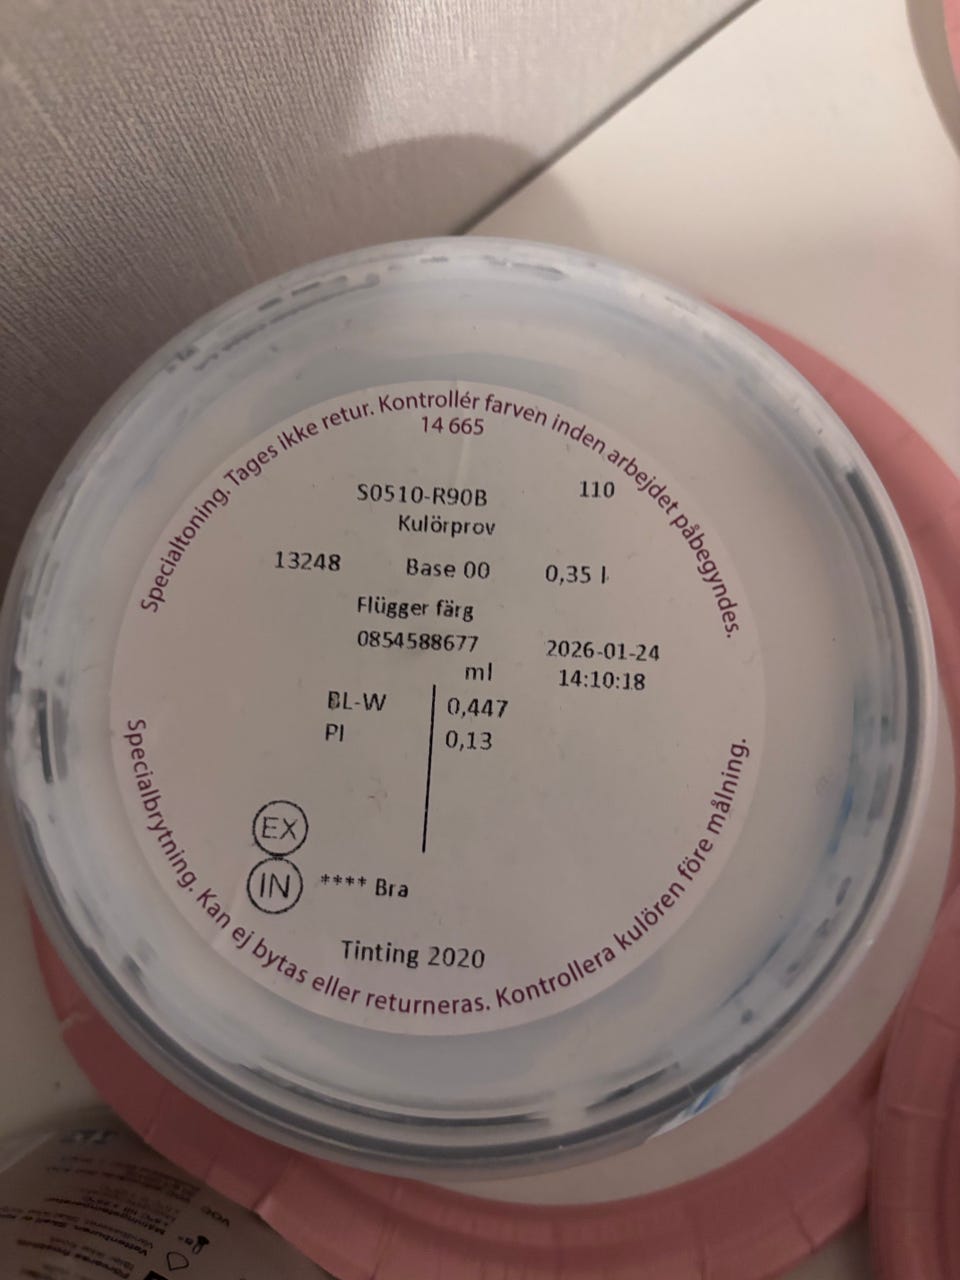 Specialtoning. Tages ikke retur. Kontrollér farven inden arbejdet påbegyndes.
14 665
S0510-R90B 110
Kulörprov
13248 Base 00 0,35 l
Flügger färg
0854588677 2026-01-24
ml 14:10:18
BL-W 0,447
PI 0,13
EX
IN **** Bra
Tinting 2020
Specialbrytning. Kan ej bytas eller returneras. Kontrollera kulören före målning.
VOC